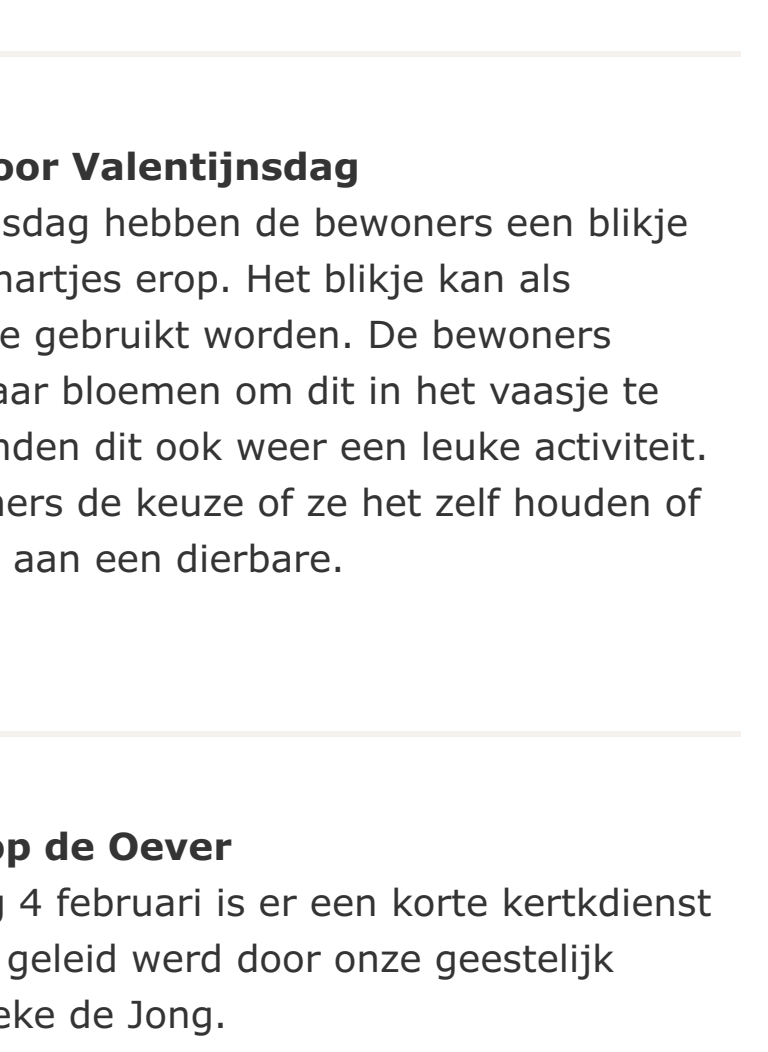 oor Valentijnsdag
sdag hebben de bewoners een blikje
hartjes erop. Het blikje kan als
e gebruikt worden. De bewoners
aar bloemen om dit in het vaasje te
nden dit ook weer een leuke activiteit.
ners de keuze of ze het zelf houden of
aan een dierbare.
op de Oever
g 4 februari is er een korte kertkdienst
geleid werd door onze geestelijk
eke de Jong.